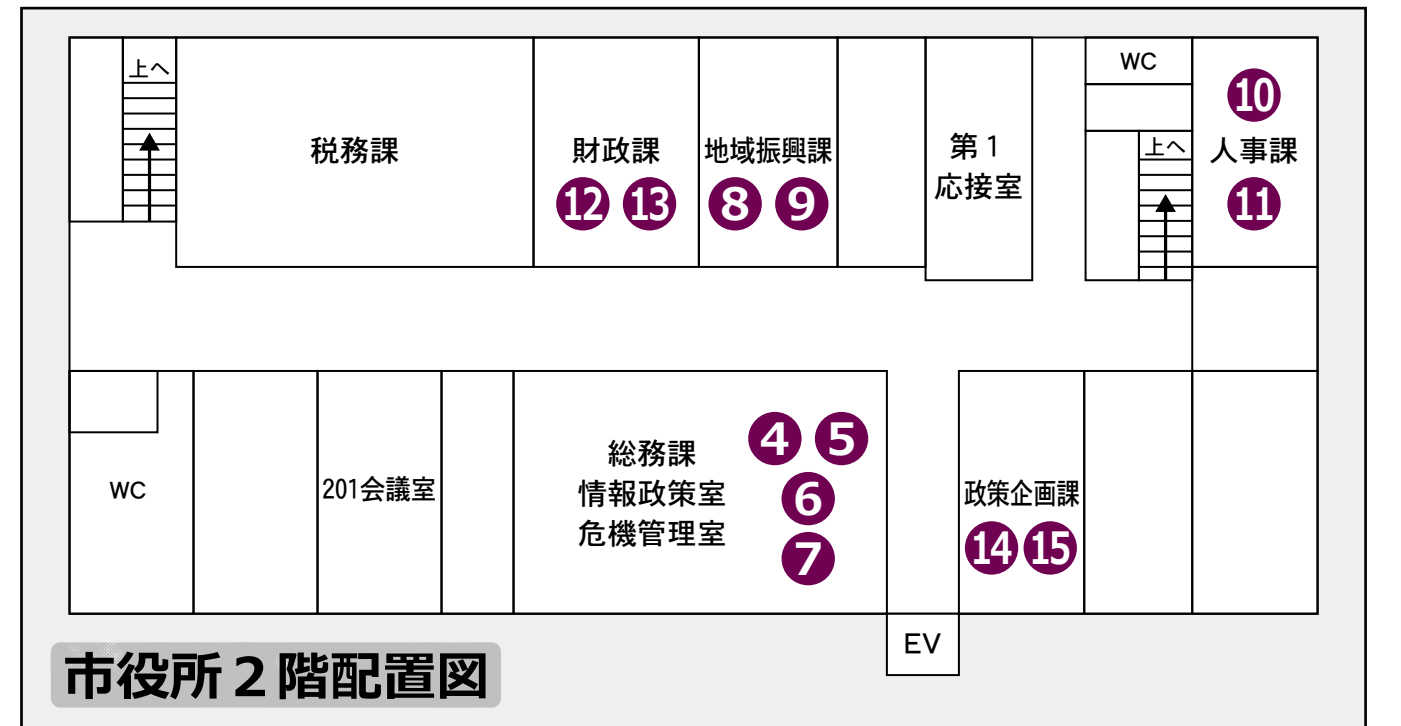 上へ
税務課
財政課
⑫ ⑬
地域振興課
⑧ ⑨
第1
応接室
WC
上へ
⑩
人事課
⑪
WC
201会議室
総務課
情報政策室
危機管理室
④ ⑤
⑥
⑦
政策企画課
⑭ ⑮
EV
市役所2階配置図